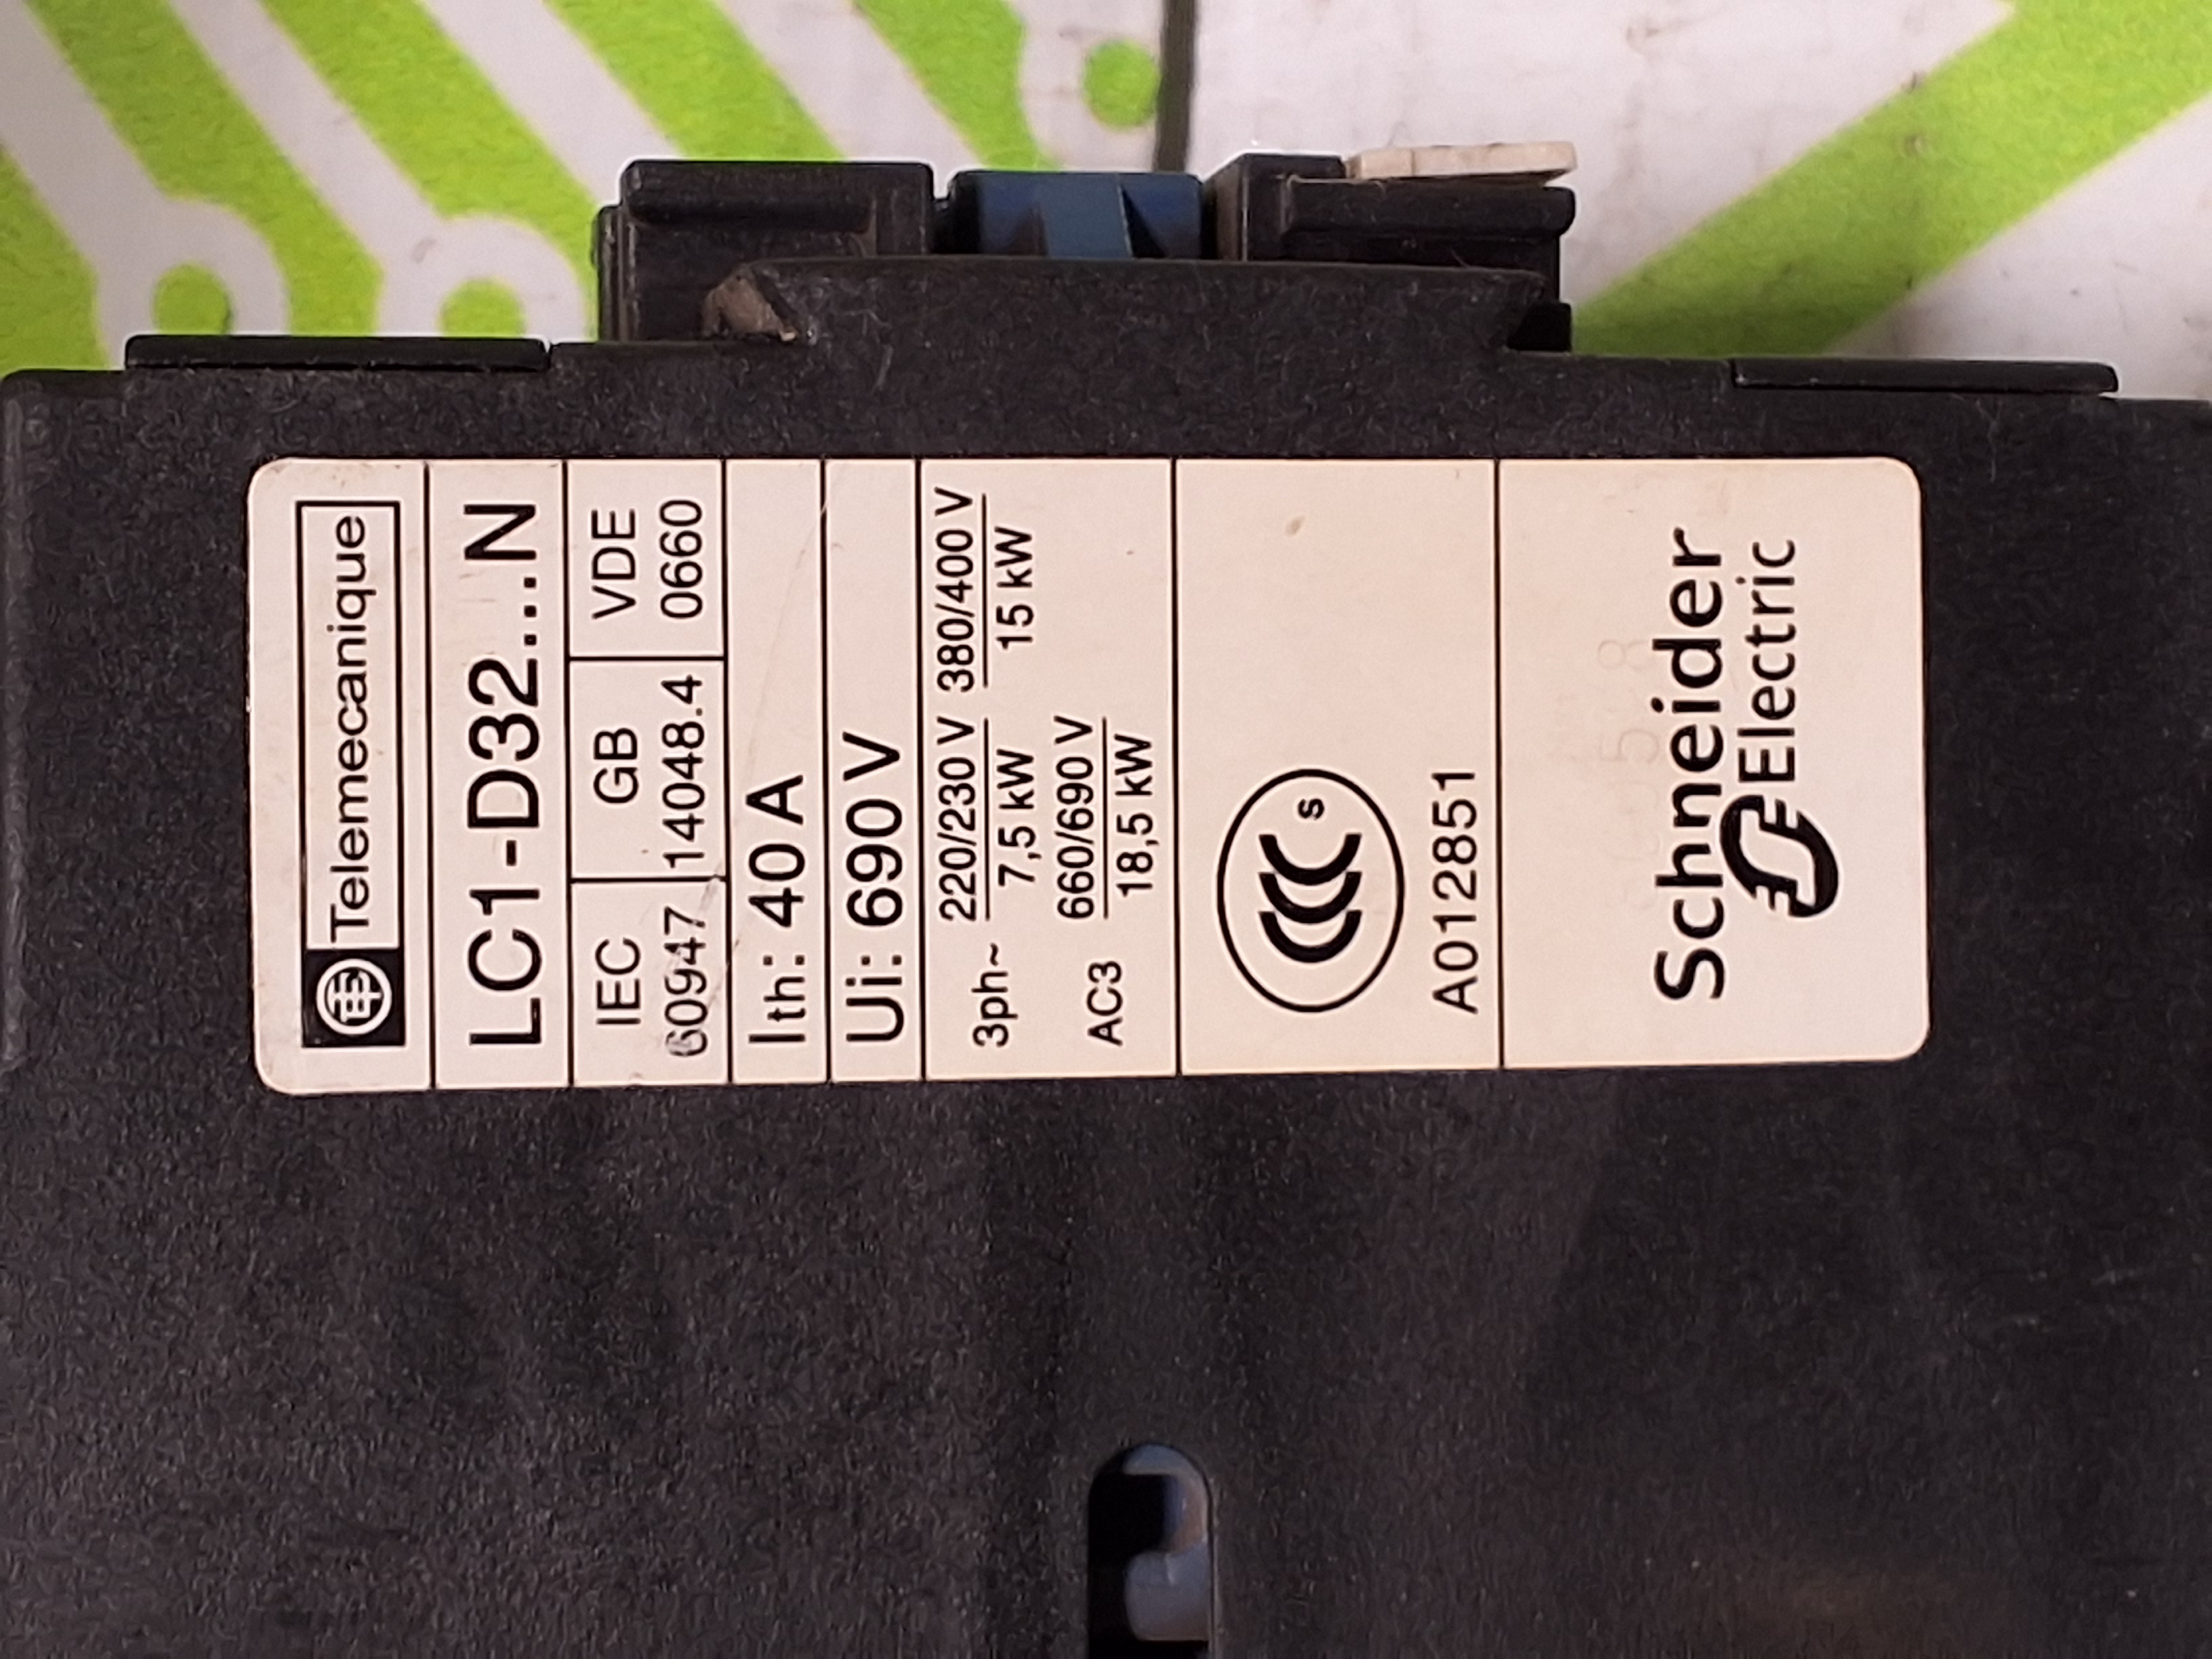 Telemecanique
LC1-D32...N
IEC GB VDE
60947 14048.4 0660
Ith: 40 A
Ui: 690 V
3ph~ 220/230 V 380/400 V
7,5 kW 15 kW
AC3 660/690 V
18,5 kW
CCC S
A012851
Schneider
Electric